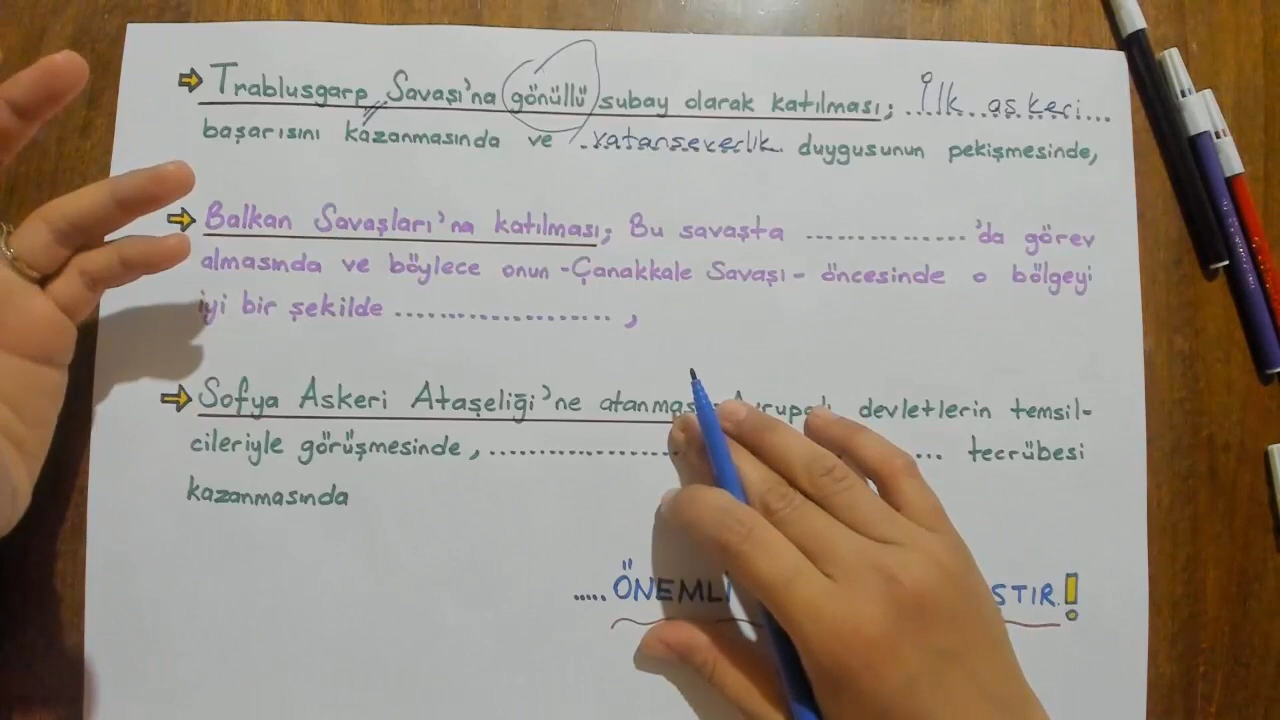 Trablusgarp Savaşı'na gönüllü subay olarak katılması; ..İlk..askeri...
başarısını kazanmasında ve ..vatanseverlik.. duygusunun pekişmesinde,
Balkan Savaşları'na katılması; Bu savaşta ..................'da görev
almasında ve böylece onun -Çanakkale Savaşı- öncesinde o bölgeyi
iyi bir şekilde ....................... ,
Sofya Askeri Ataşeliği'ne atanması devletlerin temsil-
cileriyle görüşmesinde, ..................... ... tecrübesi
kazanmasında
..... ÖNEMLİ